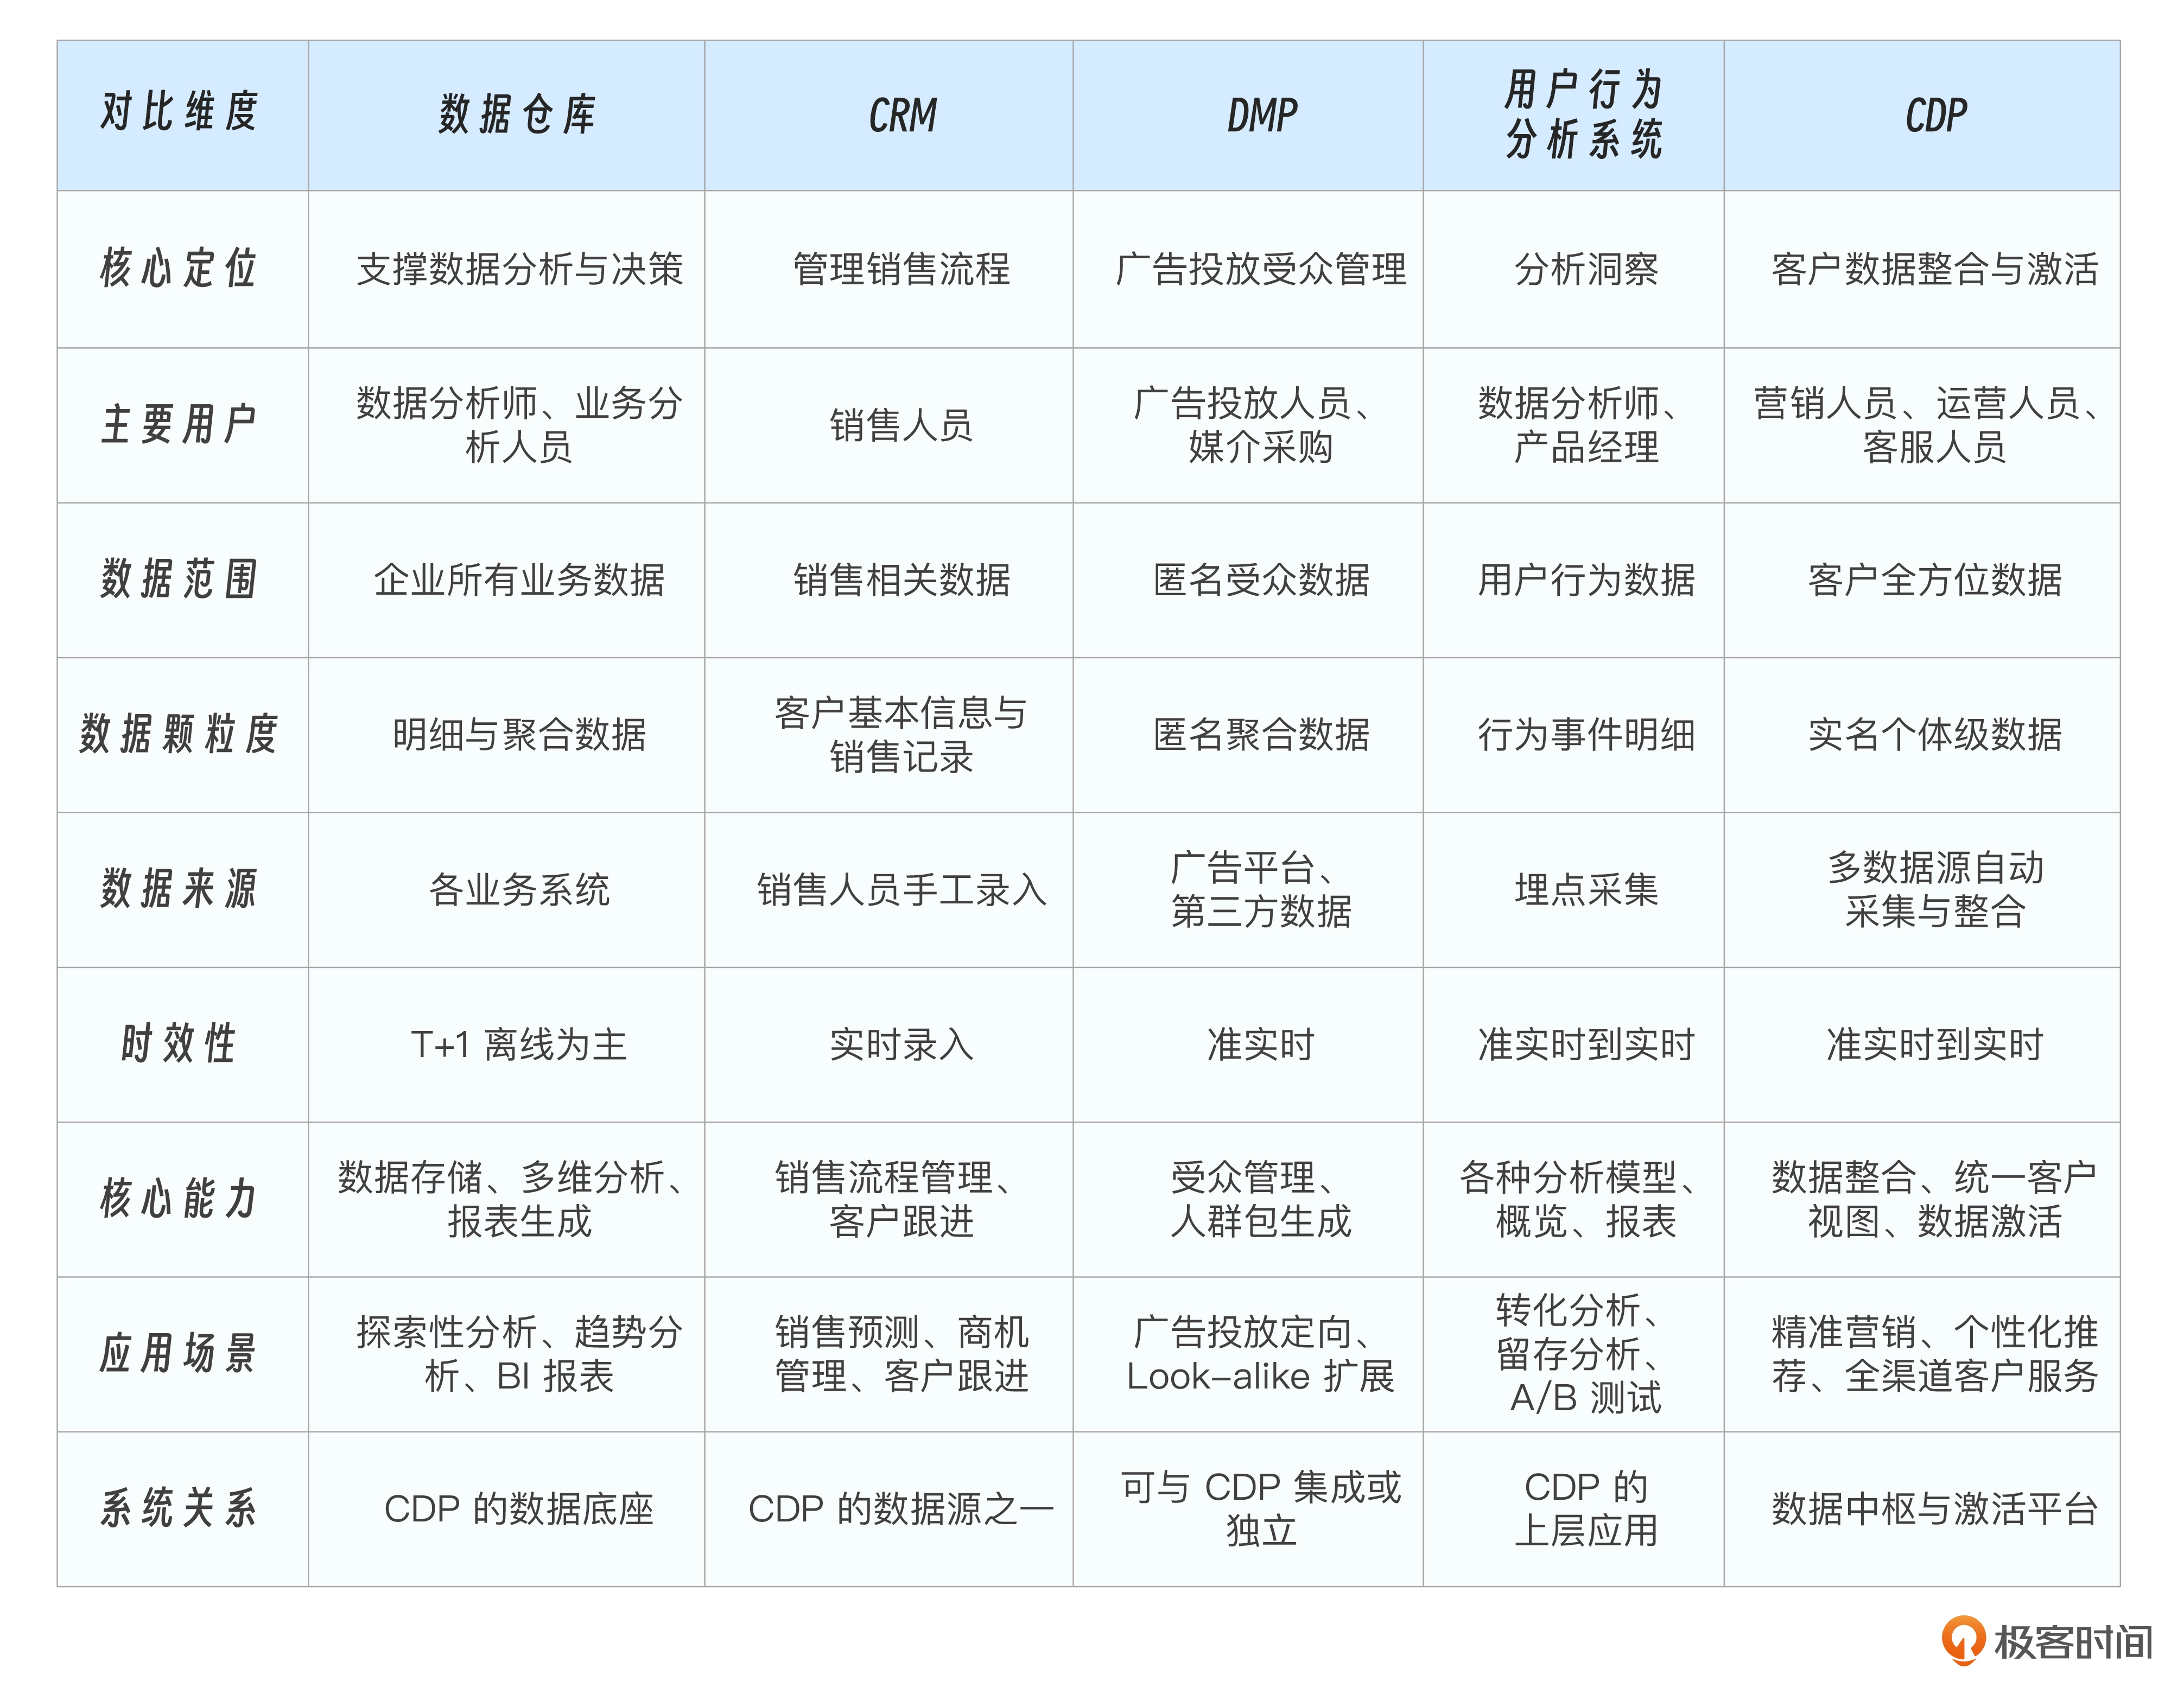 对比维度
数据仓库
CRM
DMP
用户行为
分析系统
CDP
核心定位
支撑数据分析与决策
管理销售流程
广告投放受众管理
分析洞察
客户数据整合与激活
主要用户
数据分析师、业务分
析人员
销售人员
广告投放人员、
媒介采购
数据分析师、
产品经理
营销人员、运营人员、
客服人员
数据范围
企业所有业务数据
销售相关数据
匿名受众数据
用户行为数据
客户全方位数据
数据颗粒度
明细与聚合数据
客户基本信息与
销售记录
匿名聚合数据
行为事件明细
实名个体级数据
数据来源
各业务系统
销售人员手工录入
广告平台、
第三方数据
埋点采集
多数据源自动
采集与整合
时效性
T+1 离线为主
实时录入
准实时
准实时到实时
准实时到实时
核心能力
数据存储、多维分析、
报表生成
销售流程管理、
客户跟进
受众管理、
人群包生成
各种分析模型、
概览、报表
数据整合、统一客户
视图、数据激活
应用场景
探索性分析、趋势分
析、BI 报表
销售预测、商机
管理、客户跟进
广告投放定向、
Look-alike 扩展
转化分析、
留存分析、
A/B 测试
精准营销、个性化推
荐、全渠道客户服务
系统关系
CDP 的数据底座
CDP 的数据源之一
可与 CDP 集成或
独立
CDP 的
上层应用
数据中枢与激活平台
极客时间